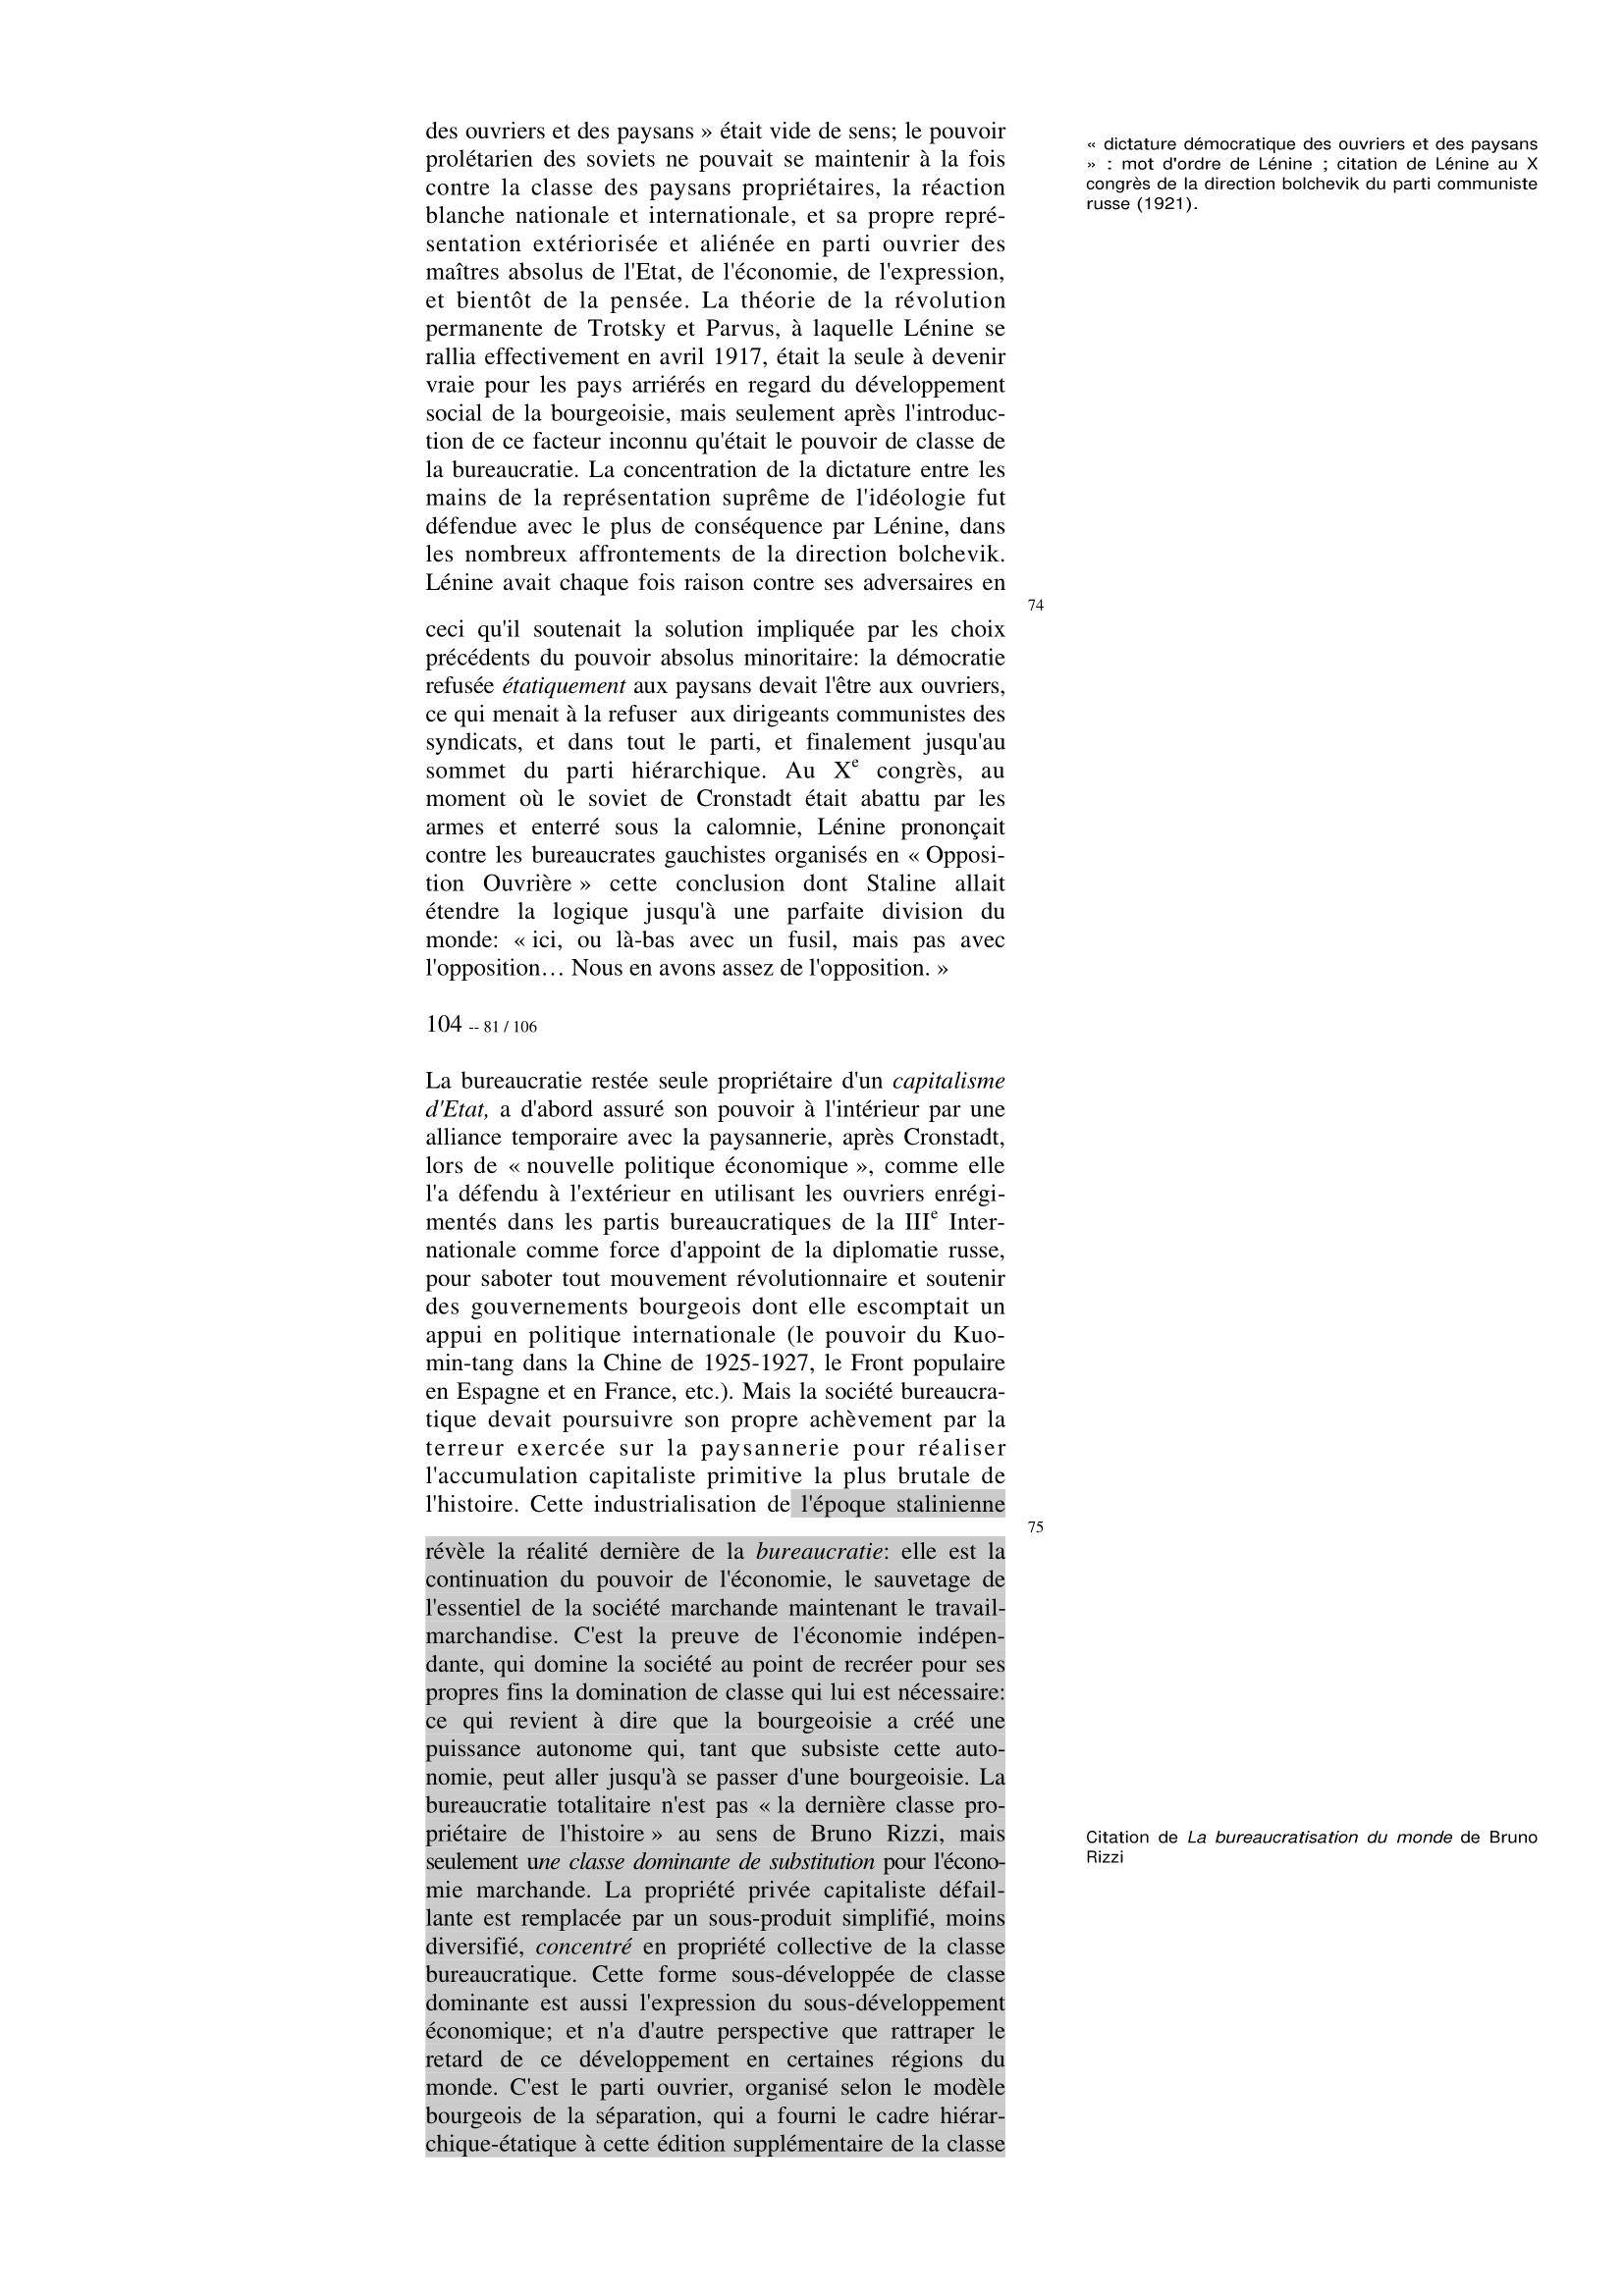 des ouvriers et des paysans » était vide de sens; le pouvoir
prolétarien des soviets ne pouvait se maintenir à la fois
contre la classe des paysans propriétaires, la réaction
blanche nationale et internationale, et sa propre repré-
sentation extériorisée et aliénée en parti ouvrier des
maîtres absolus de l'Etat, de l'économie, de l'expression,
et bientôt de la pensée. La théorie de la révolution
permanente de Trotsky et Parvus, à laquelle Lénine se
rallia effectivement en avril 1917, était la seule à devenir
vraie pour les pays arriérés en regard du développement
social de la bourgeoisie, mais seulement après l'introduc-
tion de ce facteur inconnu qu'était le pouvoir de classe de
la bureaucratie. La concentration de la dictature entre les
mains de la représentation suprême de l'idéologie fut
défendue avec le plus de conséquence par Lénine, dans
les nombreux affrontements de la direction bolchevik.
Lénine avait chaque fois raison contre ses adversaires en
« dictature démocratique des ouvriers et des paysans
» : mot d'ordre de Lénine ; citation de Lénine au X
congrès de la direction bolchevik du parti communiste
russe (1921).
74
ceci qu'il soutenait la solution impliquée par les choix
précédents du pouvoir absolus minoritaire: la démocratie
refusée étatiquement aux paysans devait l'être aux ouvriers,
ce qui menait à la refuser  aux dirigeants communistes des
syndicats, et dans tout le parti, et finalement jusqu'au
sommet du parti hiérarchique. Au Xe congrès, au
moment où le soviet de Cronstadt était abattu par les
armes et enterré sous la calomnie, Lénine prononçait
contre les bureaucrates gauchistes organisés en « Opposi-
tion Ouvrière » cette conclusion dont Staline allait
étendre la logique jusqu'à une parfaite division du
monde: « ici, ou là-bas avec un fusil, mais pas avec
l'opposition… Nous en avons assez de l'opposition. »
104 -- 81 / 106
La bureaucratie restée seule propriétaire d'un capitalisme
d'Etat, a d'abord assuré son pouvoir à l'intérieur par une
alliance temporaire avec la paysannerie, après Cronstadt,
lors de « nouvelle politique économique », comme elle
l'a défendu à l'extérieur en utilisant les ouvriers enrégi-
mentés dans les partis bureaucratiques de la IIIe Inter-
nationale comme force d'appoint de la diplomatie russe,
pour saboter tout mouvement révolutionnaire et soutenir
des gouvernements bourgeois dont elle escomptait un
appui en politique internationale (le pouvoir du Kuo-
min-tang dans la Chine de 1925-1927, le Front populaire
en Espagne et en France, etc.). Mais la société bureaucra-
tique devait poursuivre son propre achèvement par la
terreur exercée sur la paysannerie pour réaliser
l'accumulation capitaliste primitive la plus brutale de
l'histoire. Cette industrialisation de l'époque stalinienne
75
révèle la réalité dernière de la bureaucratie: elle est la
continuation du pouvoir de l'économie, le sauvetage de
l'essentiel de la société marchande maintenant le travail-
marchandise. C'est la preuve de l'économie indépen-
dante, qui domine la société au point de recréer pour ses
propres fins la domination de classe qui lui est nécessaire:
ce qui revient à dire que la bourgeoisie a créé une
puissance autonome qui, tant que subsiste cette auto-
nomie, peut aller jusqu'à se passer d'une bourgeoisie. La
bureaucratie totalitaire n'est pas « la dernière classe pro-
priétaire de l'histoire » au sens de Bruno Rizzi, mais
seulement une classe dominante de substitution pour l'écono-
mie marchande. La propriété privée capitaliste défail-
lante est remplacée par un sous-produit simplifié, moins
diversifié, concentré en propriété collective de la classe
bureaucratique. Cette forme sous-développée de classe
dominante est aussi l'expression du sous-développement
économique; et n'a d'autre perspective que rattraper le
retard de ce développement en certaines régions du
monde. C'est le parti ouvrier, organisé selon le modèle
bourgeois de la séparation, qui a fourni le cadre hiérar-
chique-étatique à cette édition supplémentaire de la classe
Citation de La bureaucratisation du monde de Bruno
Rizzi